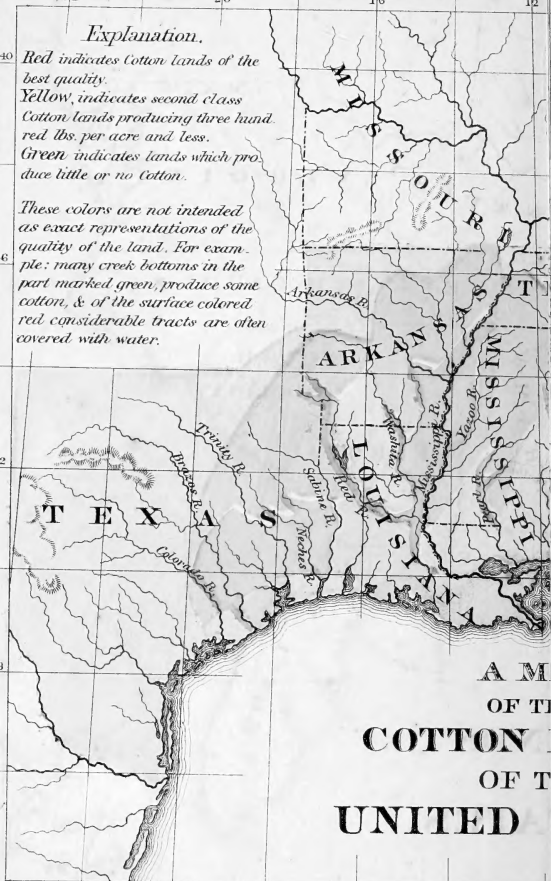 20
16
12
Explanation.
40
Red indicates Cotton lands of the
best quality.
Yellow, indicates second class
Cotton lands producing three hund
red lbs. per acre and less.
Green indicates lands which pro-
duce little or no Cotton.
These colors are not intended
as exact representations of the
quality of the land. For exam-
ple: many creek bottoms in the
part marked green, produce some
cotton, & of the surface colored
red considerable tracts are often
covered with water.
MISSOURI
6
Arkansas R.
T
ARKANSAS
MISSISSIPPI
Yazoo R.
Mississippi R.
Washita R.
LOUISIANA
Trinity R.
Brazos R.
2
Sabine R.
Red R.
Pearl R.
TEXAS
Neches R.
Colorado R.
8
A M
OF T
COTTON
OF T
UNITED